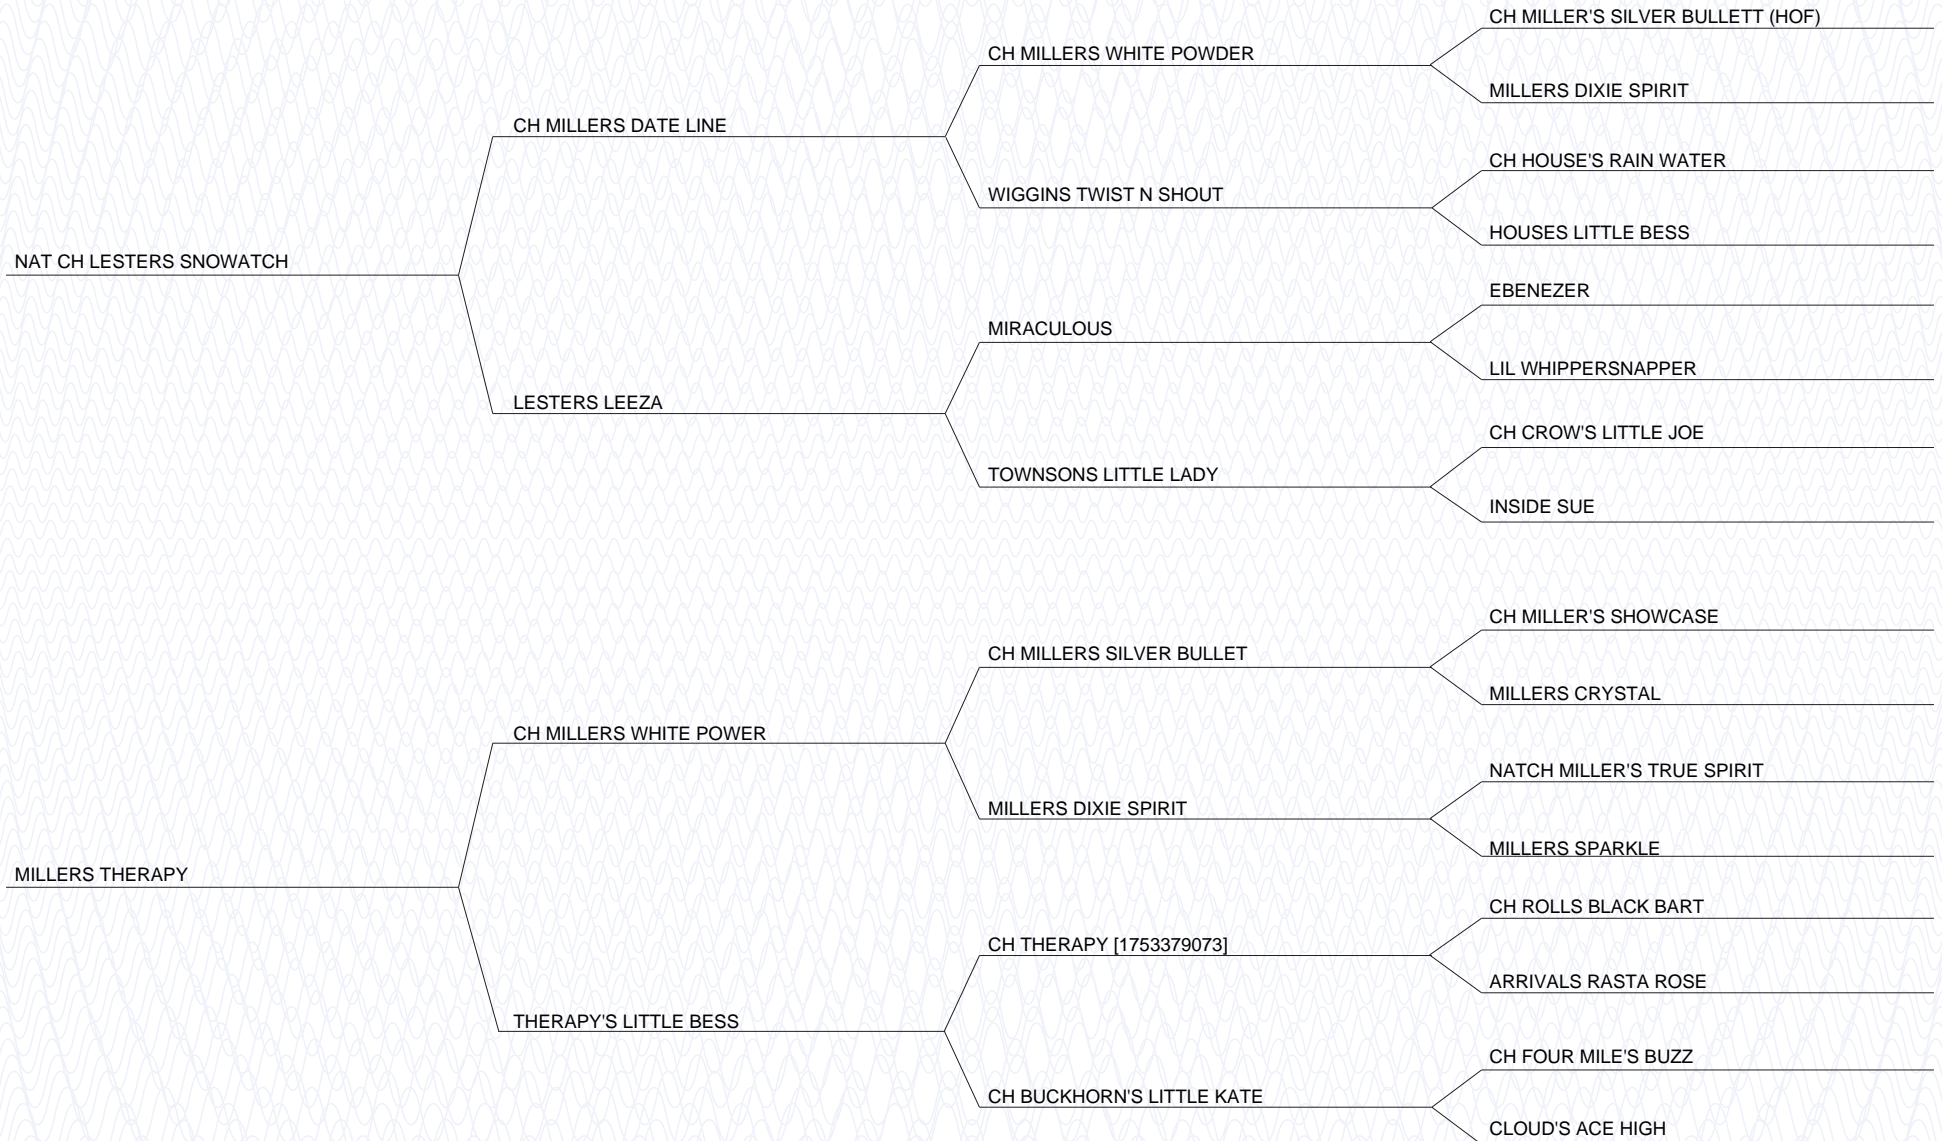 CH MILLER'S SILVER BULLETT (HOF)
CH MILLERS WHITE POWDER
MILLERS DIXIE SPIRIT
CH MILLERS DATE LINE
CH HOUSE'S RAIN WATER
WIGGINS TWIST N SHOUT
HOUSES LITTLE BESS
NAT CH LESTERS SNOWATCH
EBENEZER
MIRACULOUS
LIL WHIPPERSNAPPER
LESTERS LEEZA
CH CROW'S LITTLE JOE
TOWNSONS LITTLE LADY
INSIDE SUE
CH MILLER'S SHOWCASE
CH MILLERS SILVER BULLET
MILLERS CRYSTAL
CH MILLERS WHITE POWER
NATCH MILLER'S TRUE SPIRIT
MILLERS DIXIE SPIRIT
MILLERS SPARKLE
MILLERS THERAPY
CH ROLLS BLACK BART
CH THERAPY [1753379073]
ARRIVALS RASTA ROSE
THERAPY'S LITTLE BESS
CH FOUR MILE'S BUZZ
CH BUCKHORN'S LITTLE KATE
CLOUD'S ACE HIGH